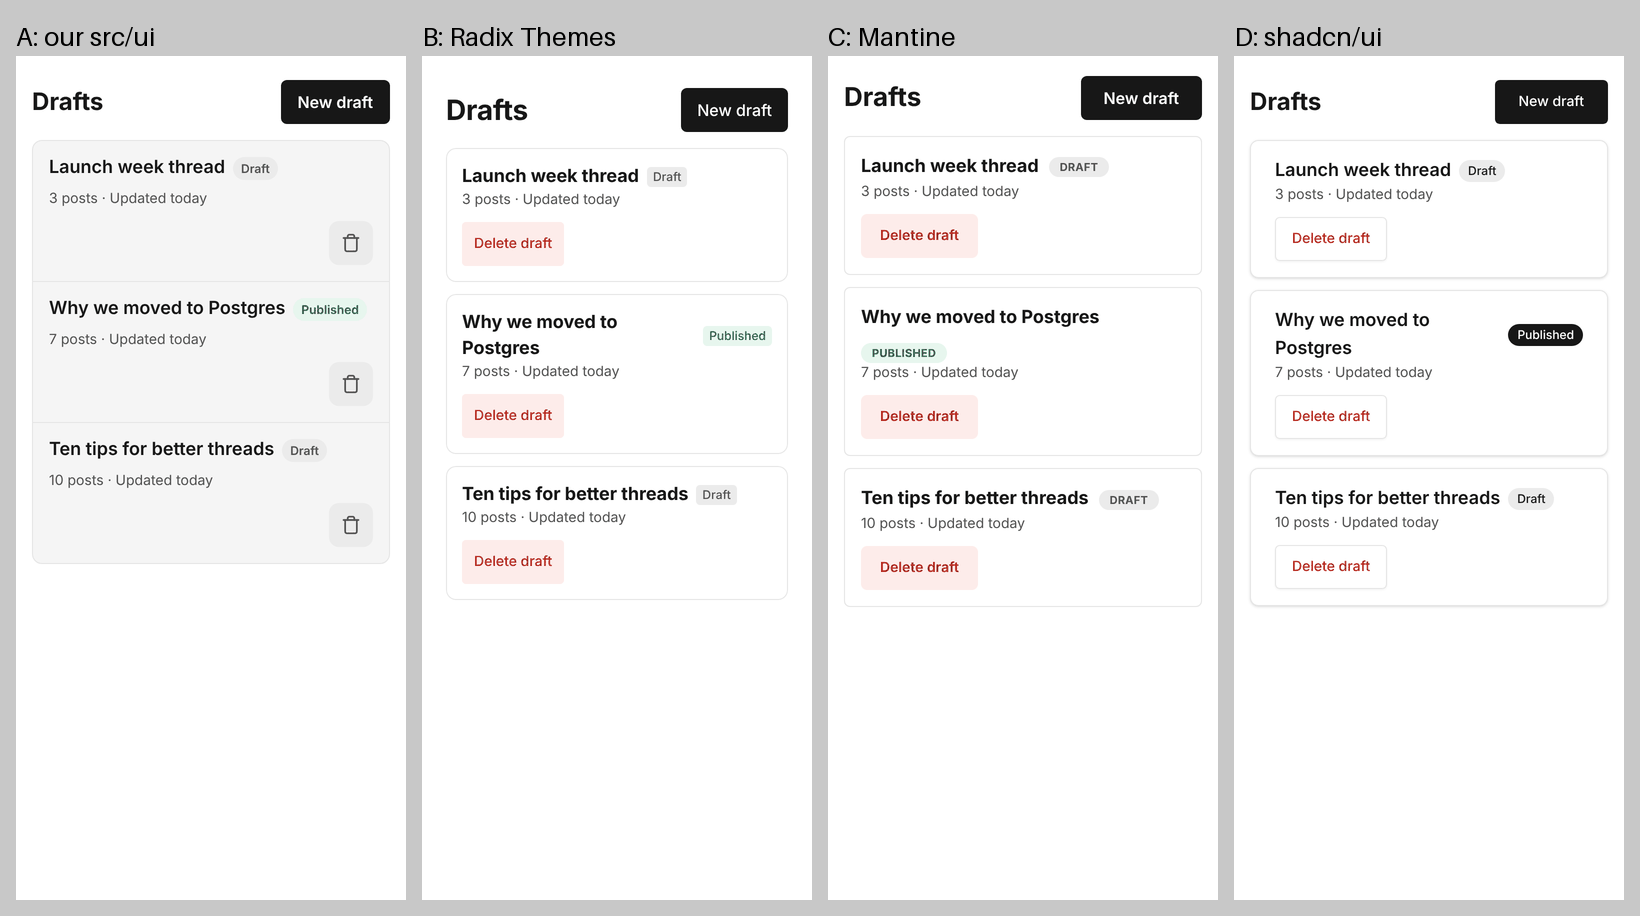 A: our src/ui
Drafts
New draft
Launch week thread Draft
3 posts · Updated today
Why we moved to Postgres Published
7 posts · Updated today
Ten tips for better threads Draft
10 posts · Updated today
B: Radix Themes
Drafts
New draft
Launch week thread Draft
3 posts · Updated today
Delete draft
Why we moved to
Postgres
Published
7 posts · Updated today
Delete draft
Ten tips for better threads Draft
10 posts · Updated today
Delete draft
C: Mantine
Drafts
New draft
Launch week thread DRAFT
3 posts · Updated today
Delete draft
Why we moved to Postgres
PUBLISHED
7 posts · Updated today
Delete draft
Ten tips for better threads DRAFT
10 posts · Updated today
Delete draft
D: shadcn/ui
Drafts
New draft
Launch week thread Draft
3 posts · Updated today
Delete draft
Why we moved to
Postgres
Published
7 posts · Updated today
Delete draft
Ten tips for better threads Draft
10 posts · Updated today
Delete draft